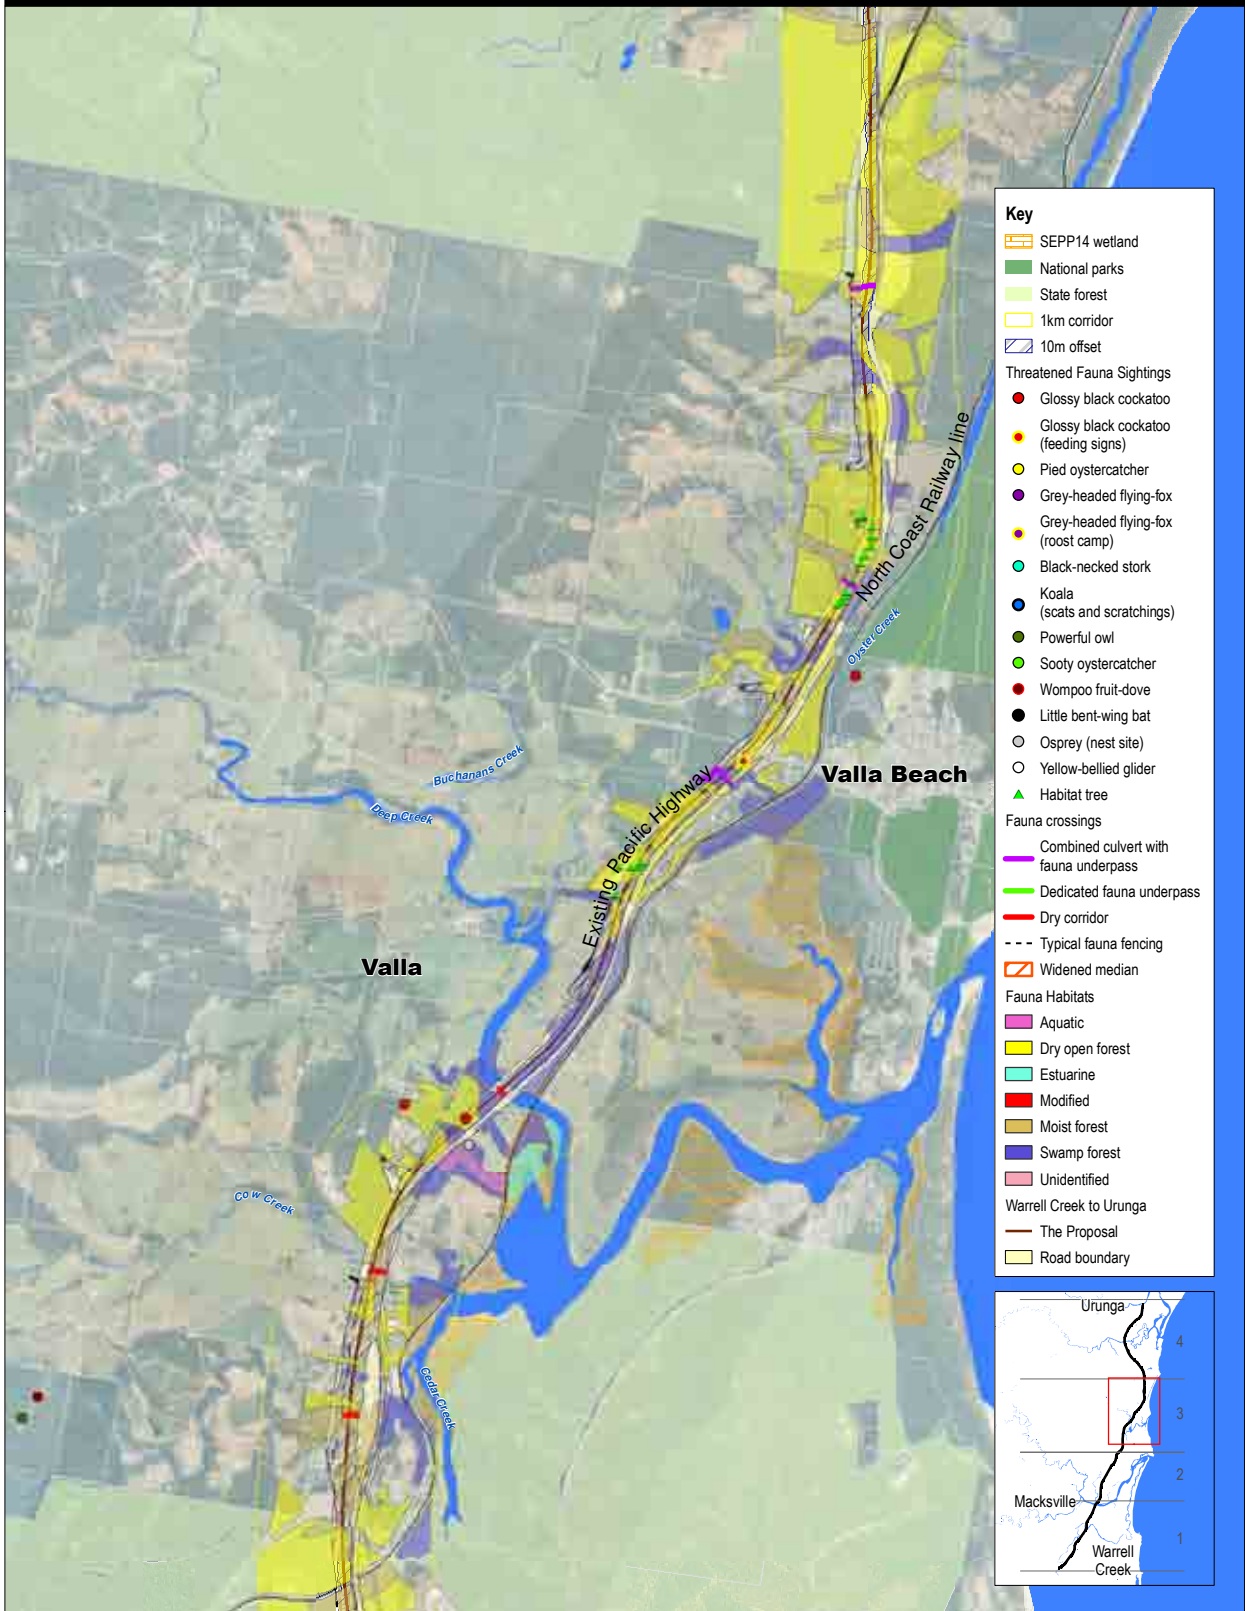 North Coast Railway line
Oyster Creek
Valla Beach
Buchanans Creek
Deep Creek
Existing Pacific Highway
Valla
Cow Creek
Cedar Creek
Key
SEPP14 wetland
National parks
State forest
1km corridor
10m offset
Threatened Fauna Sightings
Glossy black cockatoo
Glossy black cockatoo
(feeding signs)
Pied oystercatcher
Grey-headed flying-fox
Grey-headed flying-fox
(roost camp)
Black-necked stork
Koala
(scats and scratchings)
Powerful owl
Sooty oystercatcher
Wompoo fruit-dove
Little bent-wing bat
Osprey (nest site)
Yellow-bellied glider
Habitat tree
Fauna crossings
Combined culvert with
fauna underpass
Dedicated fauna underpass
Dry corridor
Typical fauna fencing
Widened median
Fauna Habitats
Aquatic
Dry open forest
Estuarine
Modified
Moist forest
Swamp forest
Unidentified
Warrell Creek to Urunga
The Proposal
Road boundary
Urunga
4
3
2
Macksville
1
Warrell
Creek